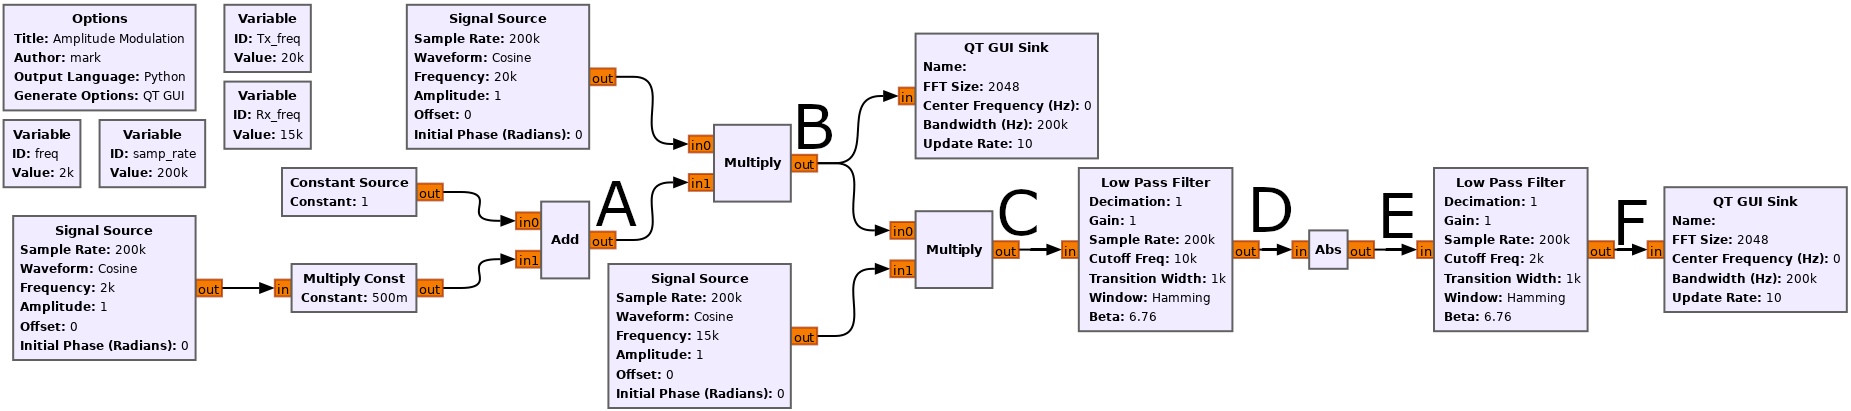 Options
Title: Amplitude Modulation
Author: mark
Output Language: Python
Generate Options: QT GUI
Variable
ID: Tx_freq
Value: 20k
Variable
ID: Rx_freq
Value: 15k
Variable
ID: freq
Value: 2k
Variable
ID: samp_rate
Value: 200k
Signal Source
Sample Rate: 200k
Waveform: Cosine
Frequency: 20k
Amplitude: 1
Offset: 0
Initial Phase (Radians): 0
out
Constant Source
Constant: 1
out
Signal Source
Sample Rate: 200k
Waveform: Cosine
Frequency: 2k
Amplitude: 1
Offset: 0
Initial Phase (Radians): 0
out
in
Multiply Const
Constant: 500m
out
in0
in1
Add
out
A
in0
in1
Multiply
out
B
in
QT GUI Sink
Name:
FFT Size: 2048
Center Frequency (Hz): 0
Bandwidth (Hz): 200k
Update Rate: 10
Signal Source
Sample Rate: 200k
Waveform: Cosine
Frequency: 15k
Amplitude: 1
Offset: 0
Initial Phase (Radians): 0
out
in0
in1
Multiply
out
C
in
Low Pass Filter
Decimation: 1
Gain: 1
Sample Rate: 200k
Cutoff Freq: 10k
Transition Width: 1k
Window: Hamming
Beta: 6.76
out
D
in
Abs
out
E
in
Low Pass Filter
Decimation: 1
Gain: 1
Sample Rate: 200k
Cutoff Freq: 2k
Transition Width: 1k
Window: Hamming
Beta: 6.76
out
F
in
QT GUI Sink
Name:
FFT Size: 2048
Center Frequency (Hz): 0
Bandwidth (Hz): 200k
Update Rate: 10